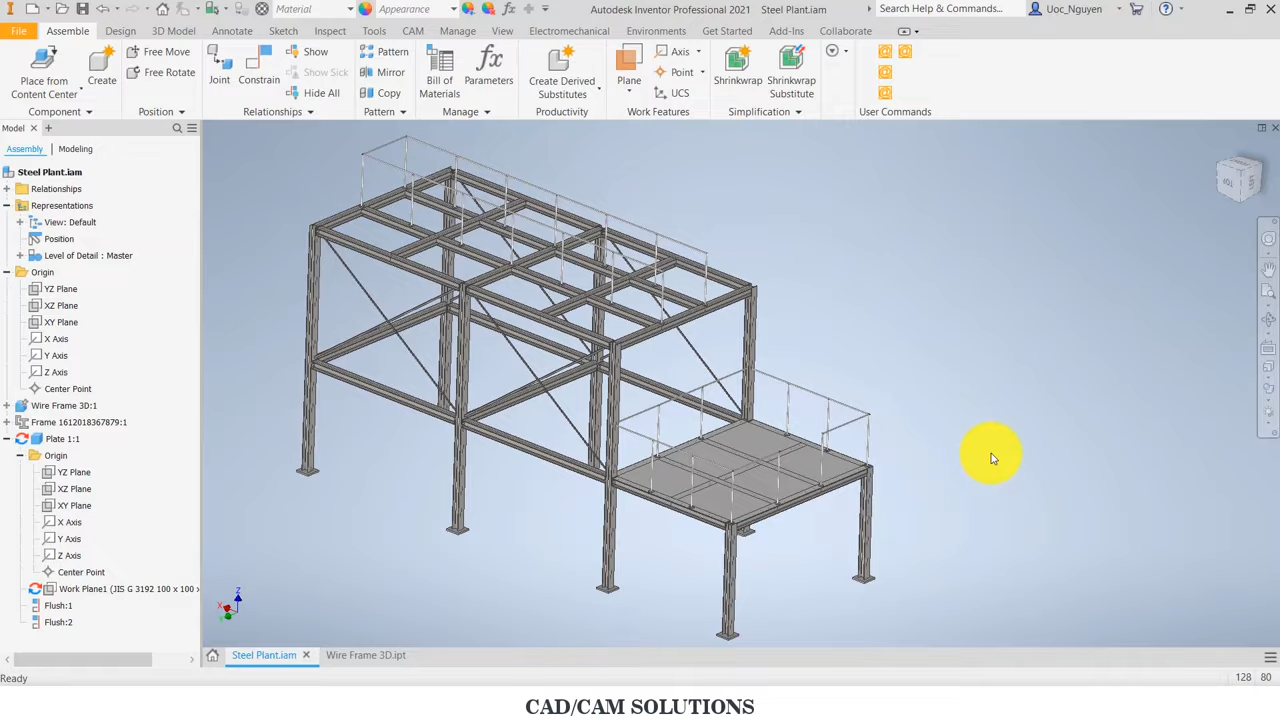 Material
Appearance
fx
Autodesk Inventor Professional 2021 Steel Plant.iam
Search Help & Commands...
Uoc_Nguyen
File Assemble Design 3D Model Annotate Sketch Inspect Tools CAM Manage View Electromechanical Environments Get Started Add-Ins Collaborate
Place from
Content Center
Create
Free Move
Free Rotate
Joint
Constrain
Show
Show Sick
Hide All
Pattern
Mirror
Copy
Bill of
Materials
fx
Parameters
Create Derived
Substitutes
Plane
Axis
Point
UCS
Shrinkwrap
Shrinkwrap
Substitute
Component Position Relationships Pattern Manage Productivity Work Features Simplification User Commands
Model
Assembly Modeling
Steel Plant.iam
Relationships
Representations
View: Default
Position
Level of Detail : Master
Origin
YZ Plane
XZ Plane
XY Plane
X Axis
Y Axis
Z Axis
Center Point
Wire Frame 3D:1
Frame 1612018367879:1
Plate 1:1
Origin
YZ Plane
XZ Plane
XY Plane
X Axis
Y Axis
Z Axis
Center Point
Work Plane1 (JIS G 3192 100 x 100 x
Flush:1
Flush:2
TOP
Z
X
Y
Steel Plant.iam Wire Frame 3D.ipt
Ready
128 80
CAD/CAM SOLUTIONS